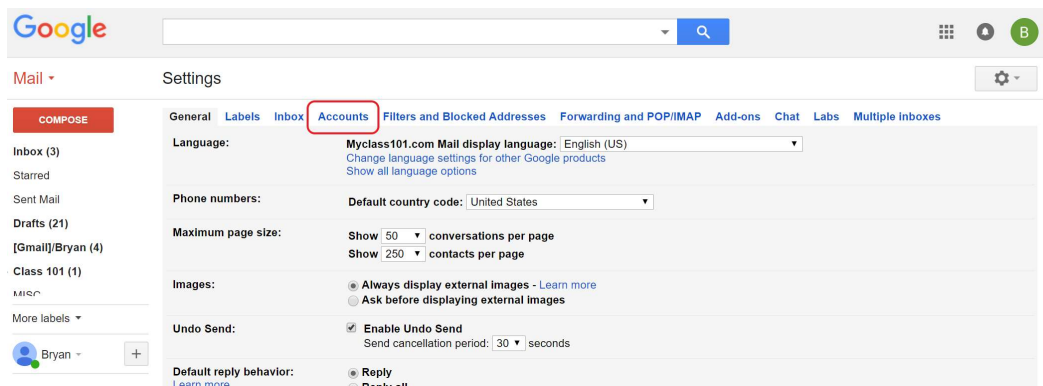 Google
B
Mail
Settings
COMPOSE
General Labels Inbox Accounts Filters and Blocked Addresses Forwarding and POP/IMAP Add-ons Chat Labs Multiple inboxes
Inbox (3)
Starred
Sent Mail
Drafts (21)
[Gmail]/Bryan (4)
Class 101 (1)
MISC
More labels
Bryan
+
Language:
Myclass101.com Mail display language: English (US)
Change language settings for other Google products
Show all language options
Phone numbers:
Default country code: United States
Maximum page size:
Show 50 conversations per page
Show 250 contacts per page
Images:
Always display external images - Learn more
Ask before displaying external images
Undo Send:
Enable Undo Send
Send cancellation period: 30 seconds
Default reply behavior:
Learn more
Reply
Reply all